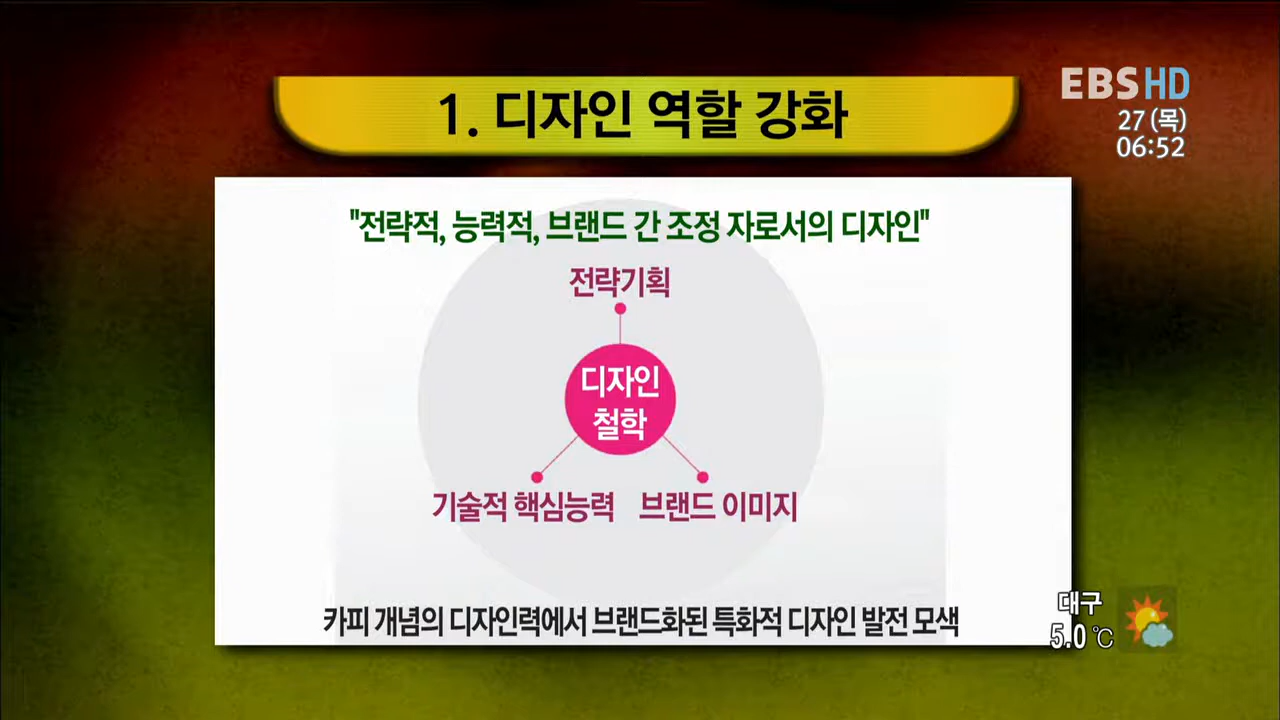 1. 디자인 역할 강화
EBS HD
27 (목)
06:52
"전략적, 능력적, 브랜드 간 조정 자로서의 디자인"
전략기획
디자인
철학
기술적 핵심능력 브랜드 이미지
카피 개념의 디자인력에서 브랜드화된 특화적 디자인 발전 모색
대구
5.0 ℃